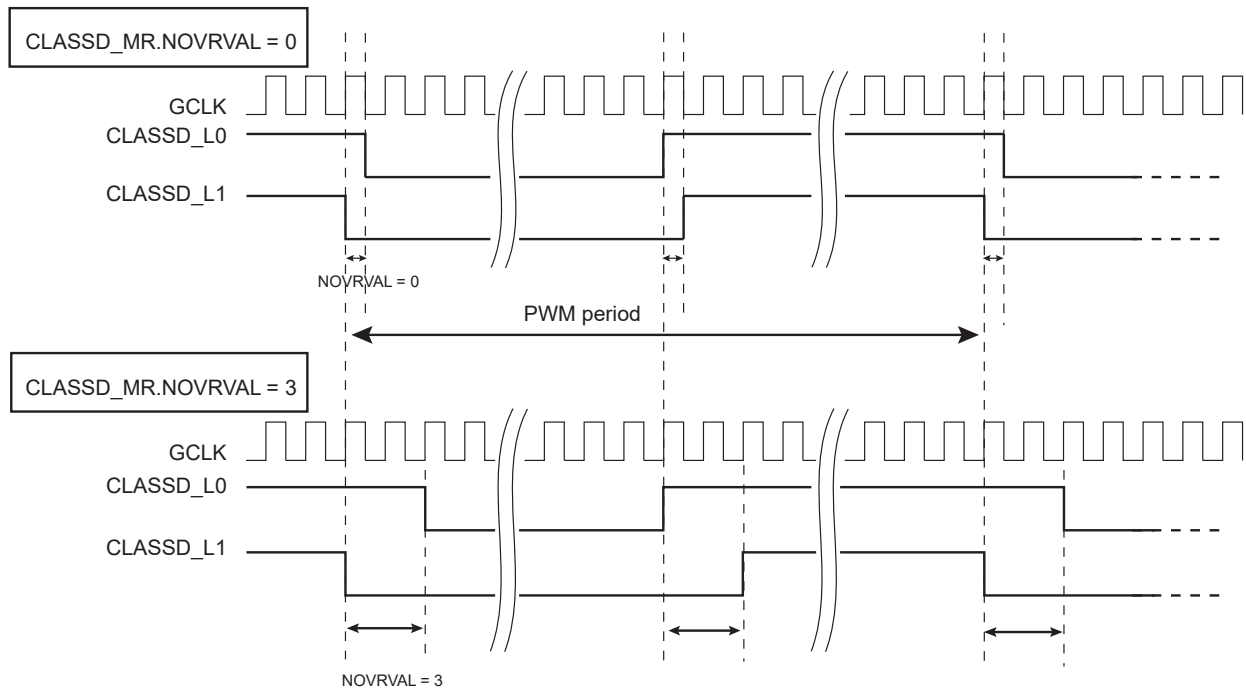 CLASSD_MR.NOVRVAL = 0
GCLK
CLASSD_L0
CLASSD_L1
NOVRVAL = 0
PWM period
CLASSD_MR.NOVRVAL = 3
GCLK
CLASSD_L0
CLASSD_L1
NOVRVAL = 3